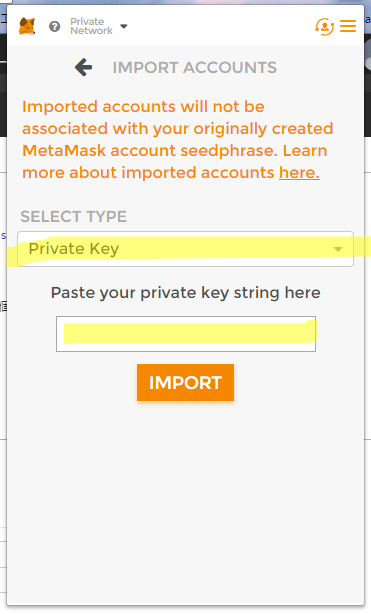 Private
Network
IMPORT ACCOUNTS
Imported accounts will not be
associated with your originally created
MetaMask account seedphrase. Learn
more about imported accounts here.
SELECT TYPE
Private Key
Paste your private key string here
IMPORT